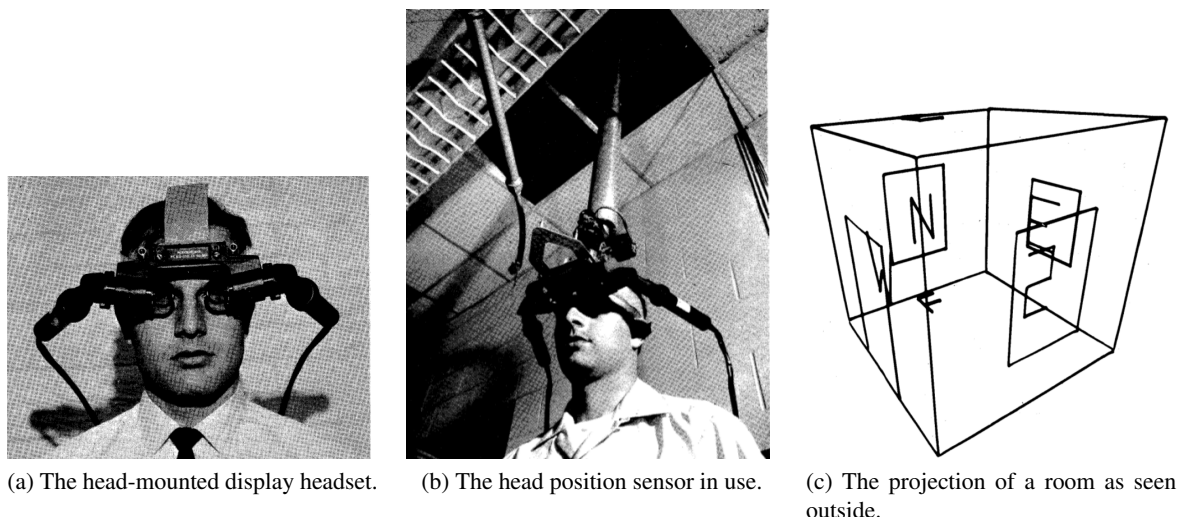 N
(a) The head-mounted display headset.
(b) The head position sensor in use.
(c) The projection of a room as seen
outside.